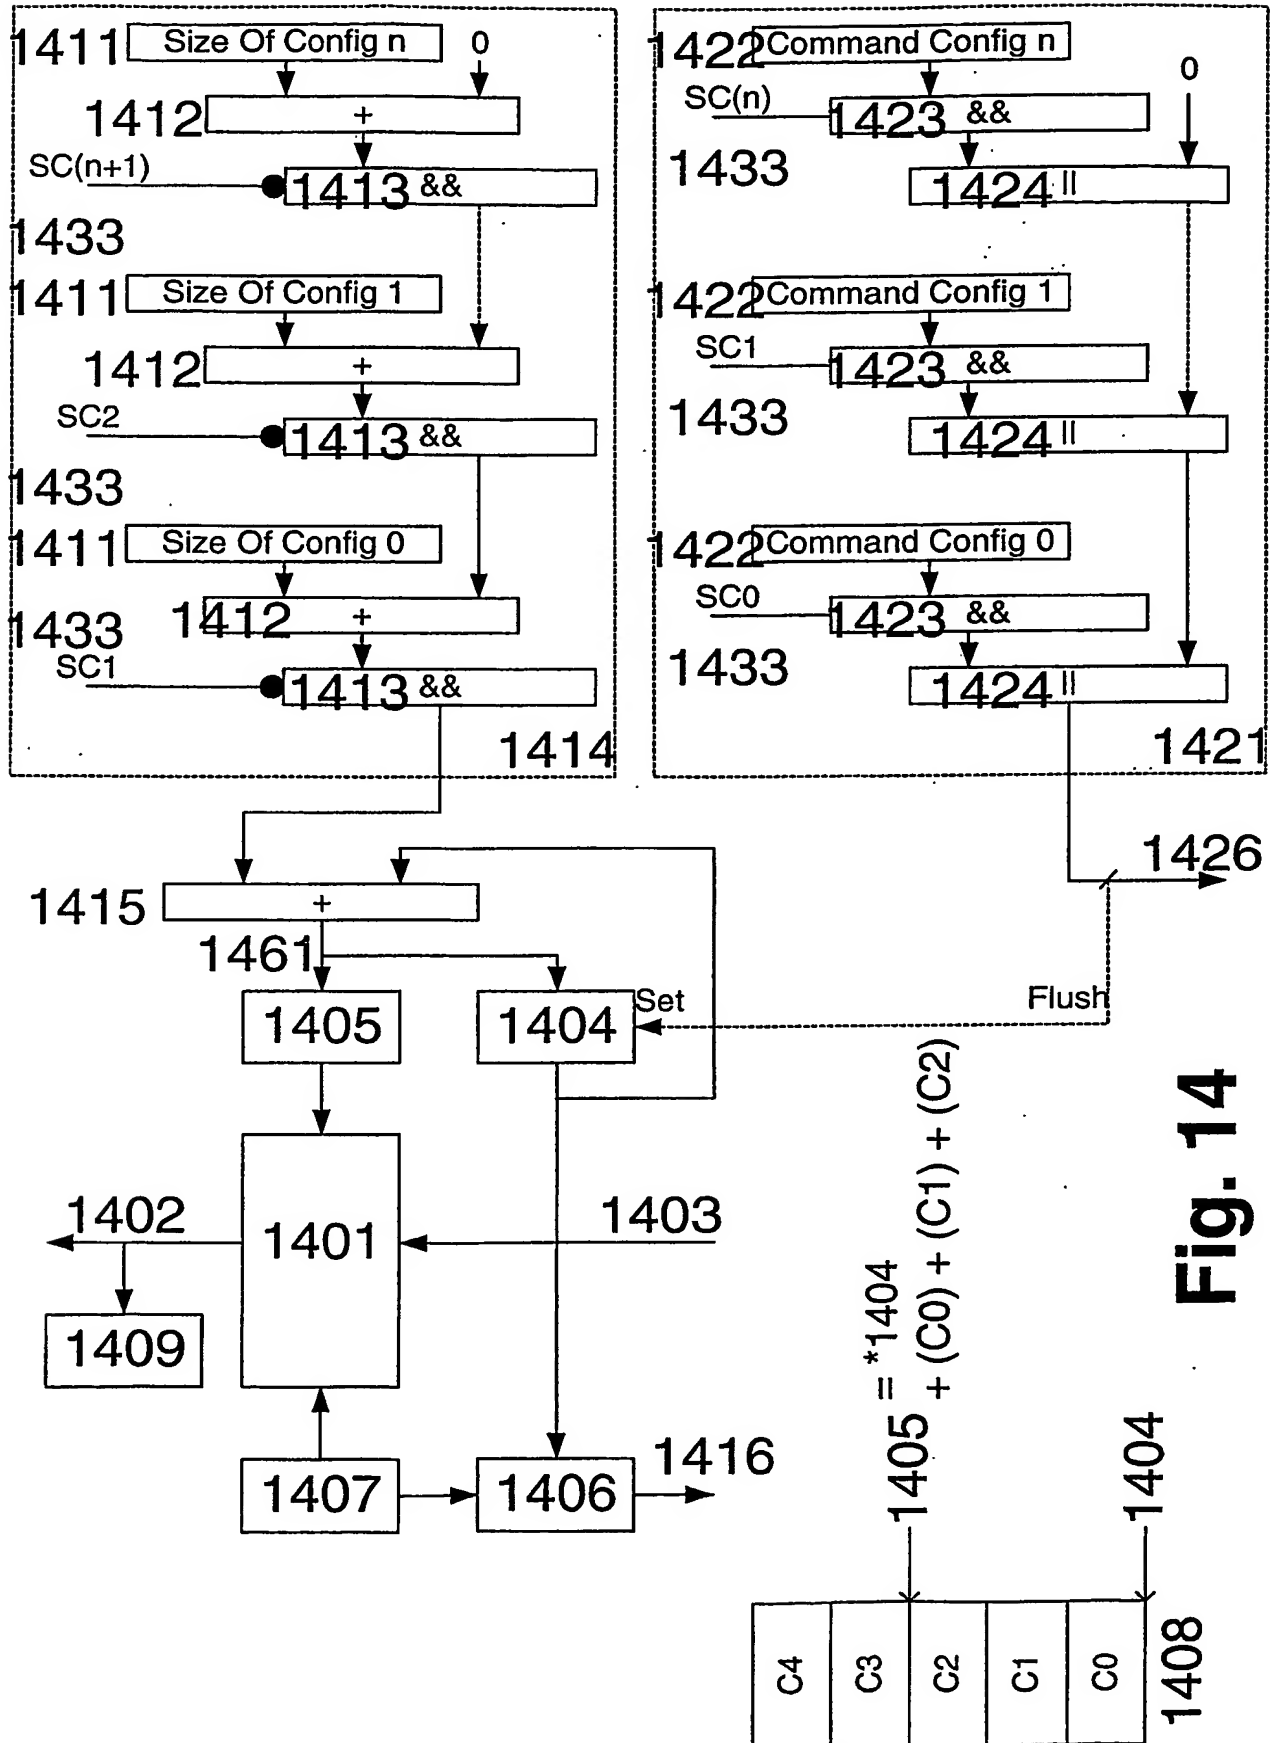 1411 Size Of Config n 0
1412 +
SC(n+1) 1413 &&
1433
1411 Size Of Config 1
1412 +
SC2 1413 &&
1433
1411 Size Of Config 0
1433 1412 +
SC1 1413 &&
1414
1422 Command Config n
SC(n) 1423 && 0
1433 1424 ||
1422 Command Config 1
SC1 1423 &&
1433 1424 ||
1422 Command Config 0
SC0 1423 &&
1433 1424 ||
1421
1426
1415 +
1461
1405 1404 Set Flush
1402 1401 1403
1409
1407 1406 1416
1405 = *1404
+ (C0) + (C1) + (C2)
1404
C4 C3 C2 C1 C0 1408
Fig. 14